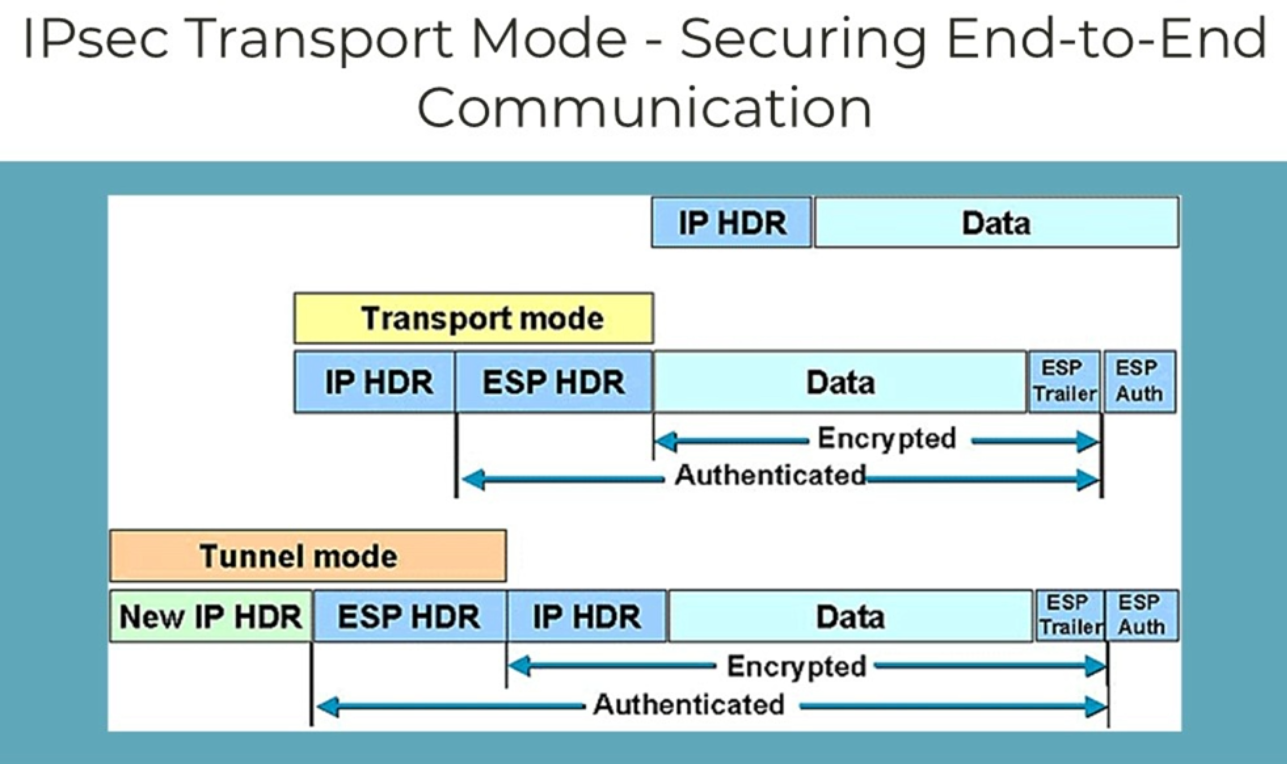 IPsec Transport Mode - Securing End-to-End
Communication
IP HDR Data
Transport mode
IP HDR ESP HDR Data ESP Trailer ESP Auth
Encrypted
Authenticated
Tunnel mode
New IP HDR ESP HDR IP HDR Data ESP Trailer ESP Auth
Encrypted
Authenticated